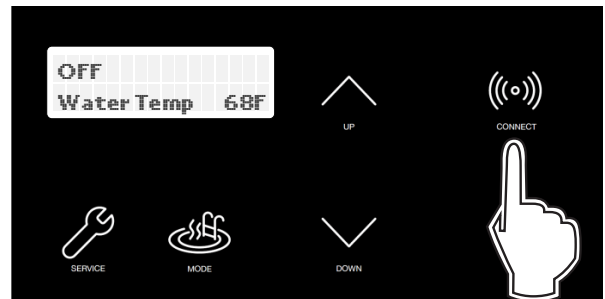 OFF
Water Temp 68F
UP
CONNECT
SERVICE
MODE
DOWN